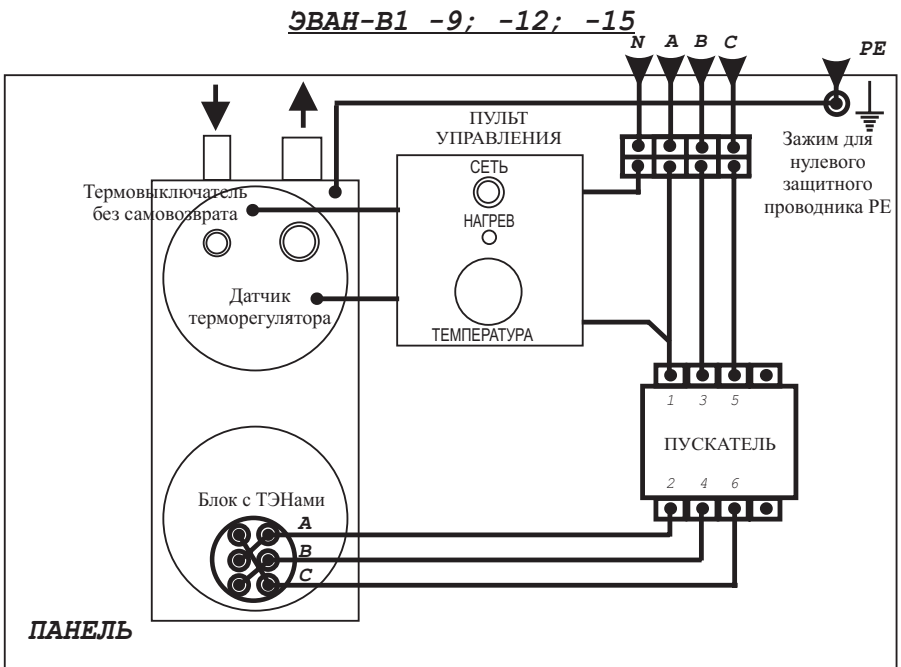 ЭВАН-В1 -9; -12; -15
N A B C
PE
ПУЛЬТ
УПРАВЛЕНИЯ
СЕТЬ
НАГРЕВ
ТЕМПЕРАТУРА
Зажим для
нулевого
защитного
проводника PE
Термовыключатель
без самовозврата
Датчик
терморегулятора
1 3 5
ПУСКАТЕЛЬ
2 4 6
Блок с ТЭНами
A
B
C
ПАНЕЛЬ